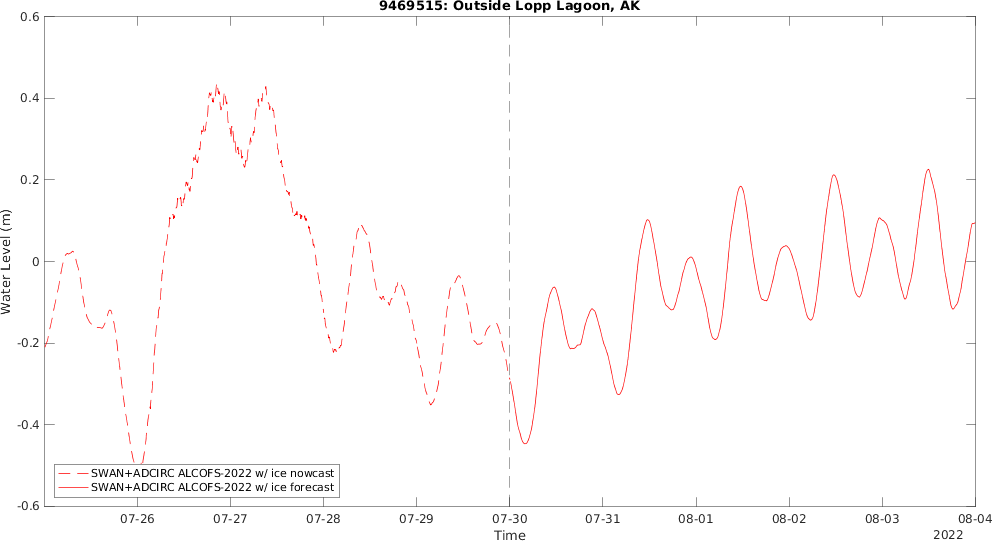 9469515: Outside Lopp Lagoon, AK
0.6
0.4
0.2
0
-0.2
-0.4
-0.6
Water Level (m)
SWAN+ADCIRC ALCOFS-2022 w/ ice nowcast
SWAN+ADCIRC ALCOFS-2022 w/ ice forecast
07-26 07-27 07-28 07-29 07-30 07-31 08-01 08-02 08-03 08-04
Time
2022